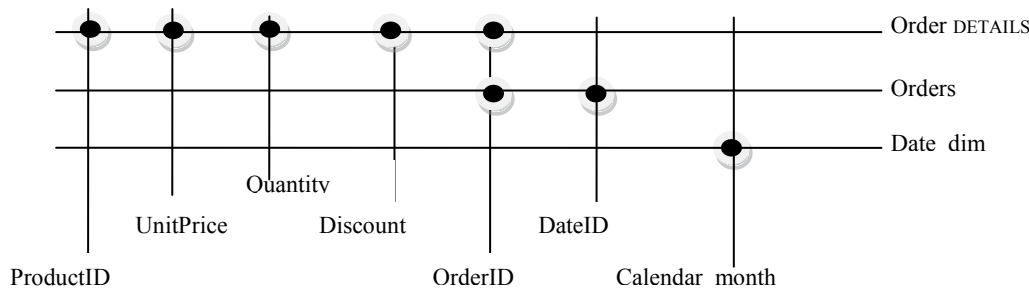 Order DETAILS
Orders
Date dim
Quantity
UnitPrice
Discount
DateID
ProductID
OrderID
Calendar month